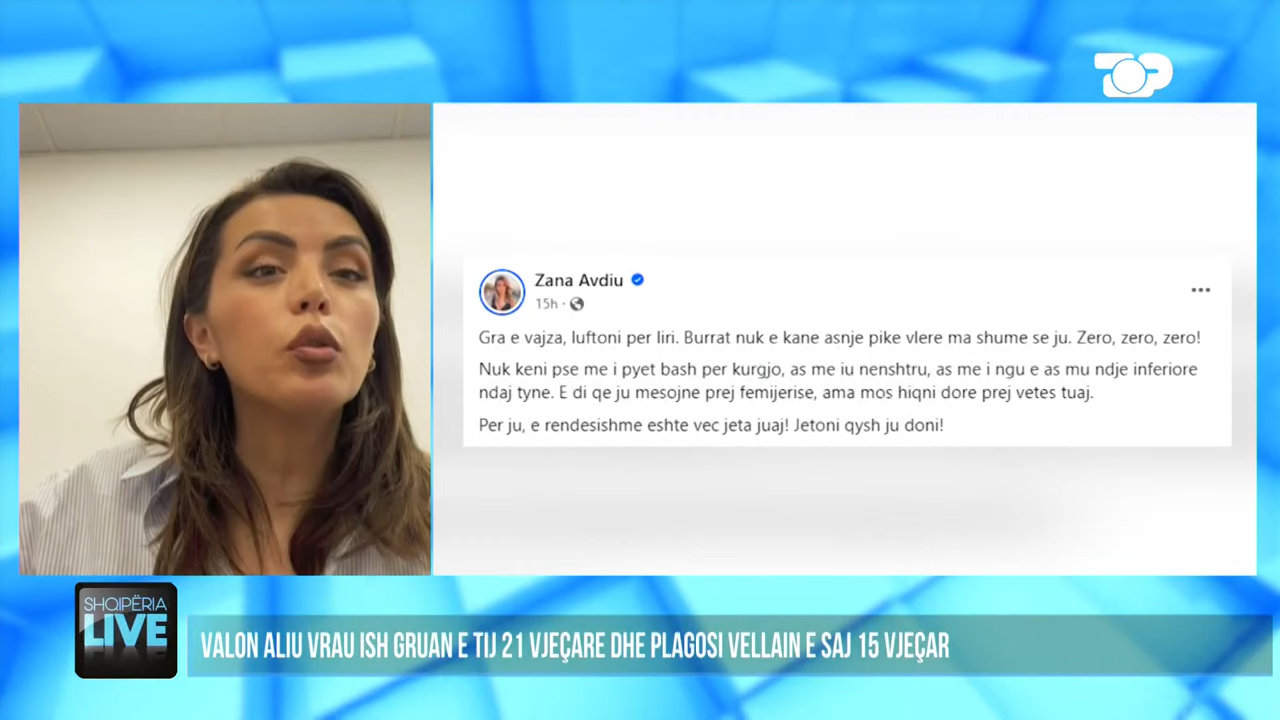 TOP
Zana Avdiu
15h ·
Gra e vajza, luftoni per liri. Burrat nuk e kane asnje pike vlere ma shume se ju. Zero, zero, zero!
Nuk keni pse me i pyet bash per kurgjo, as me iu nenshtru, as me i ngu e as mu ndje inferiore
ndaj tyne. E di qe ju mesojne prej femijerise, ama mos hiqni dore prej vetes tuaj.
Per ju, e rendesishme eshte vec jeta juaj! Jetoni qysh ju doni!
SHQIPËRIA
LIVE
VALON ALIU VRAU ISH GRUAN E TIJ 21 VJEÇARE DHE PLAGOSI VELLAIN E SAJ 15 VJEÇAR